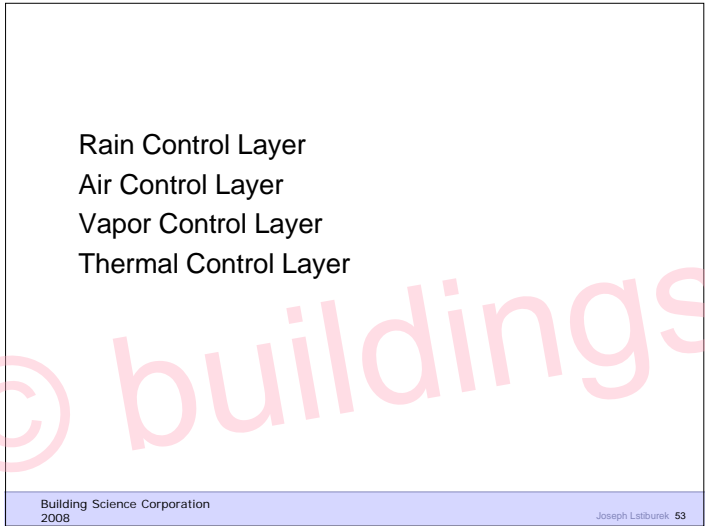 Rain Control Layer
Air Control Layer
Vapor Control Layer
Thermal Control Layer
© buildings
Building Science Corporation
2008
Joseph Lstiburek 53